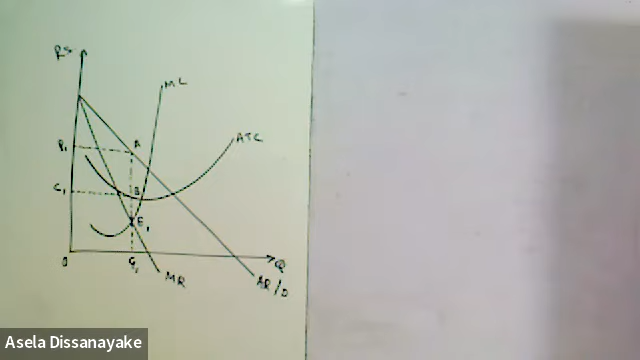 Rs.
MC
P1
A
ATC
C1
B
E1
0
Q1
Q
MR
AR/D
Asela Dissanayake